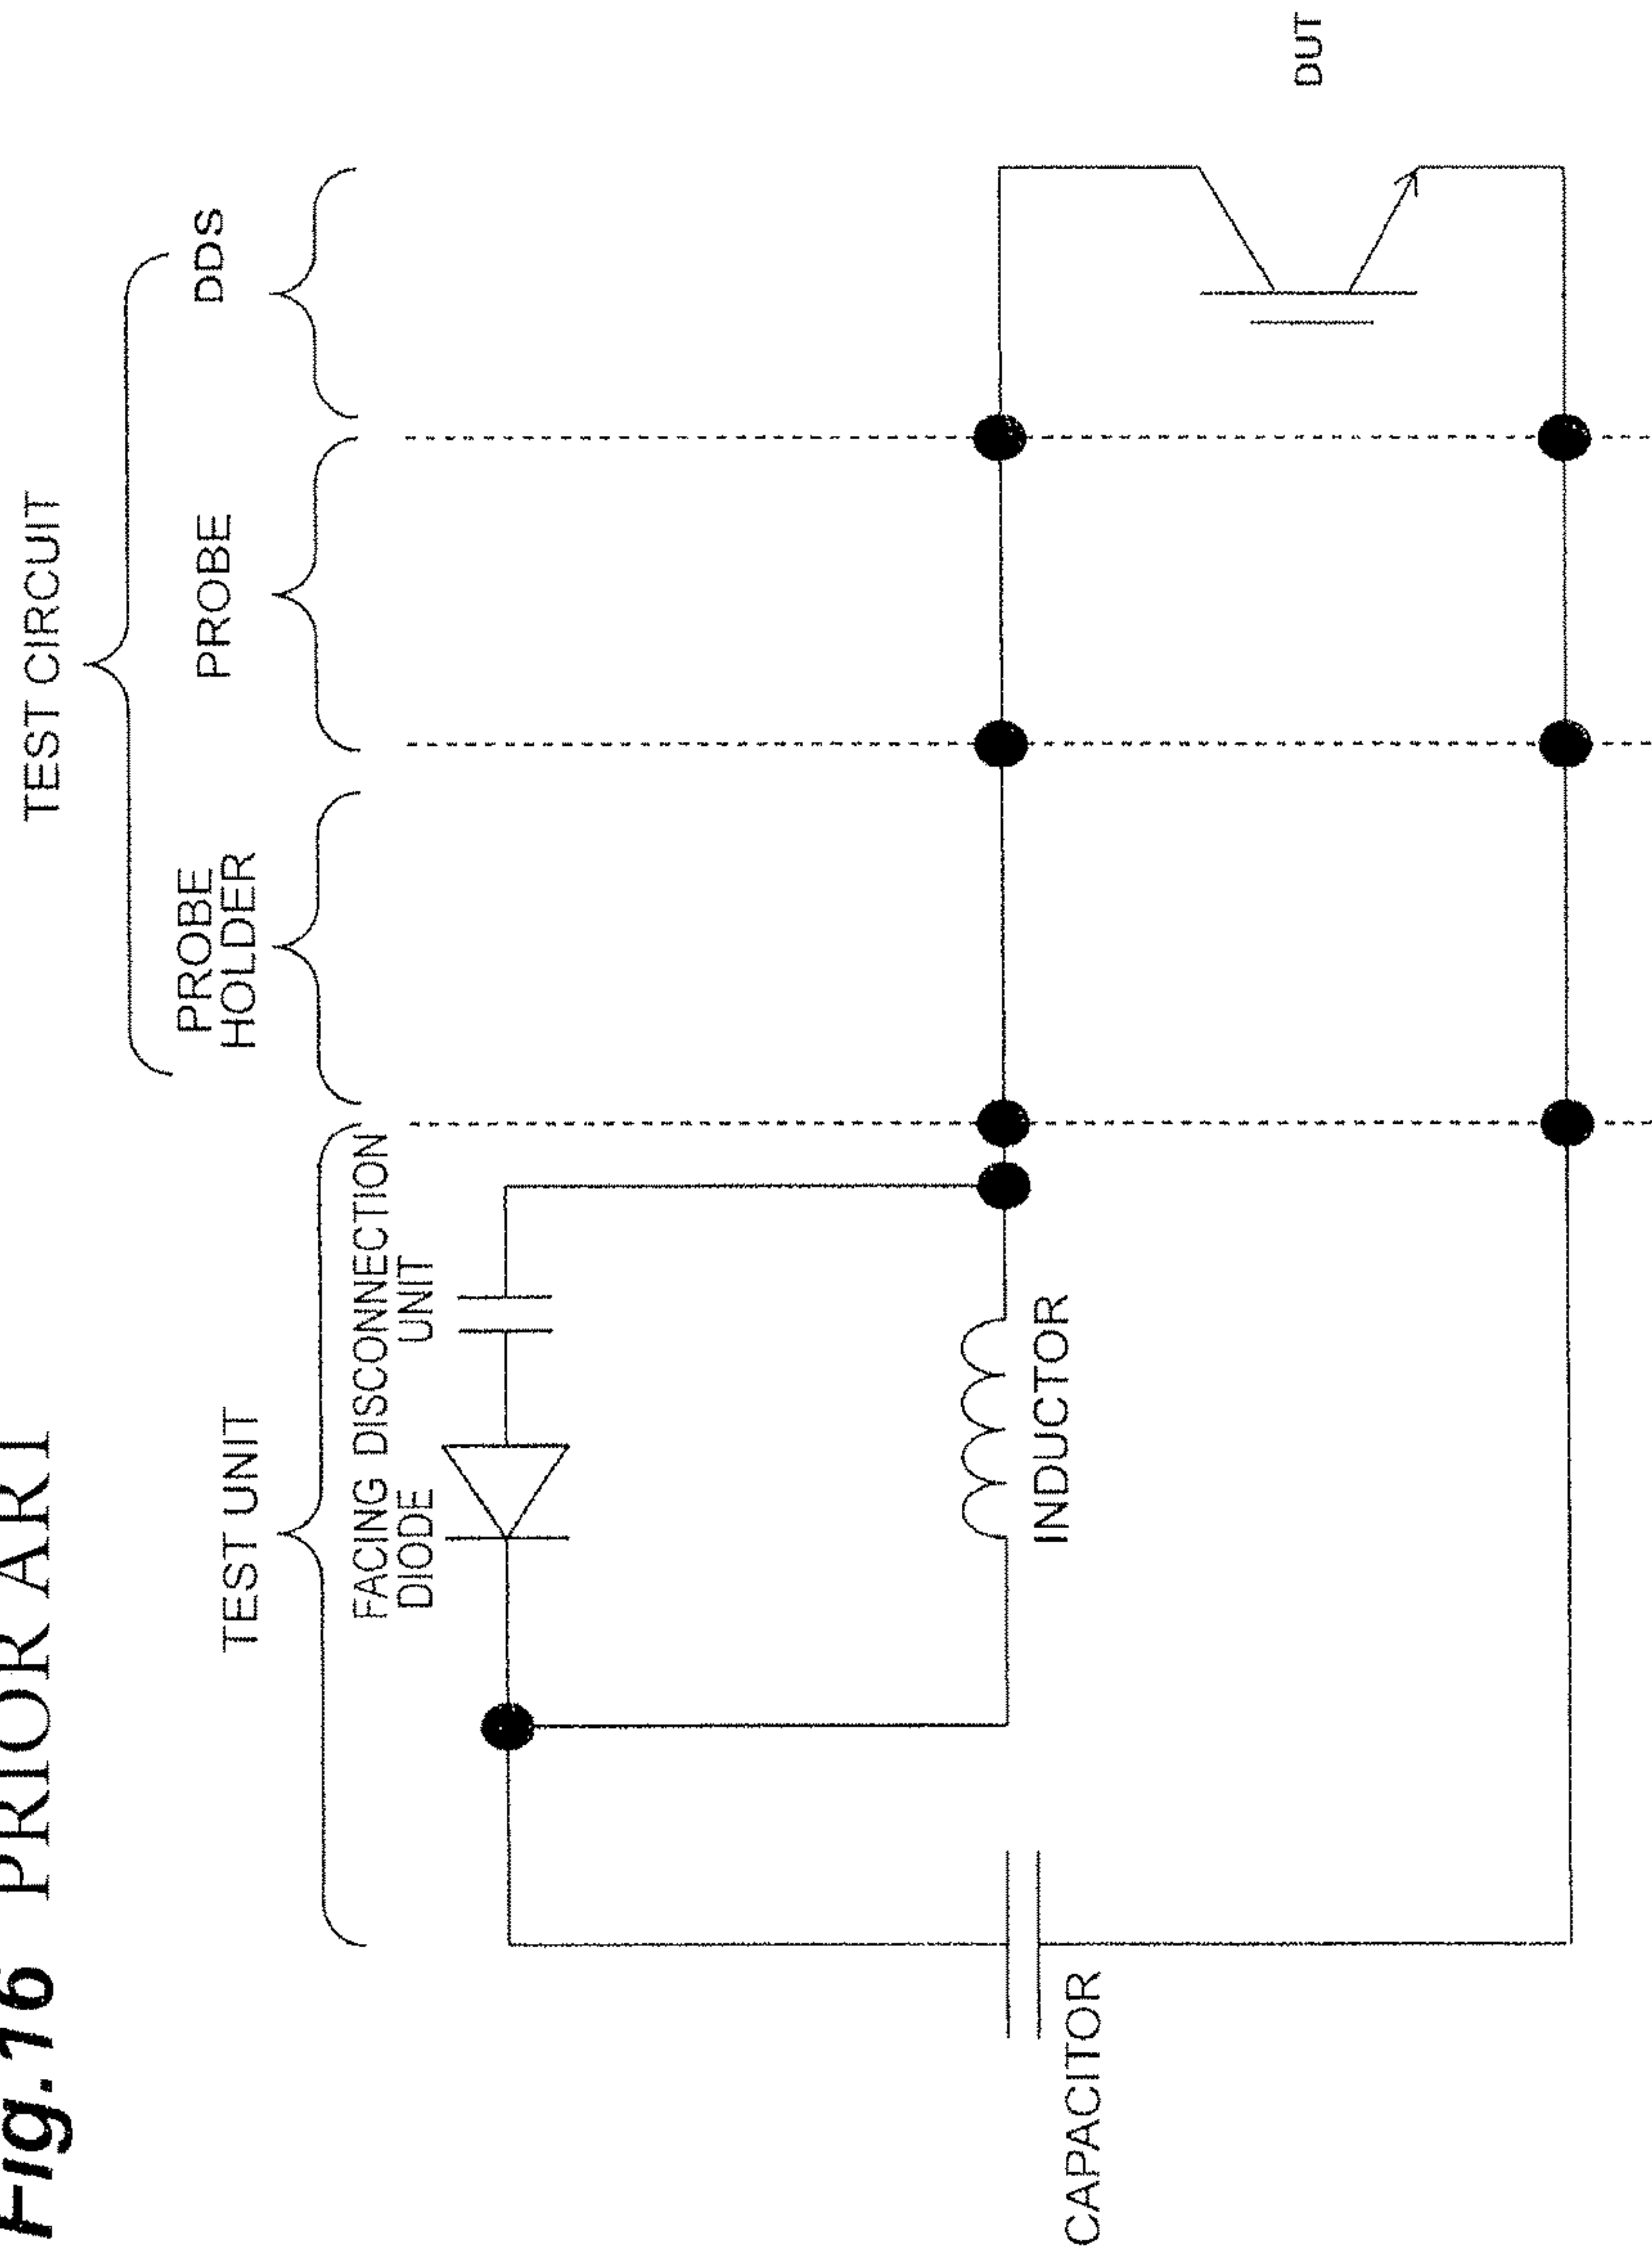 Fig.16 PRIOR ART
TEST CIRCUIT
TEST UNIT
PROBE
HOLDER
PROBE
DDS
FACING DISCONNECTION
DIODE UNIT
INDUCTOR
CAPACITOR
DUT